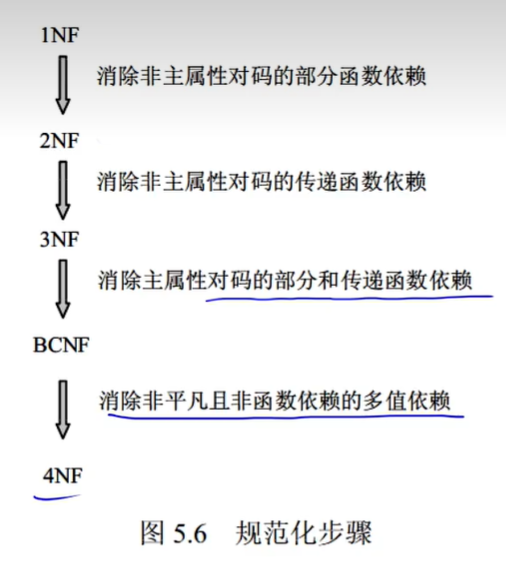 1NF
消除非主属性对码的部分函数依赖
2NF
消除非主属性对码的传递函数依赖
3NF
消除主属性对码的部分和传递函数依赖
BCNF
消除非平凡且非函数依赖的多值依赖
4NF
图 5.6 规范化步骤